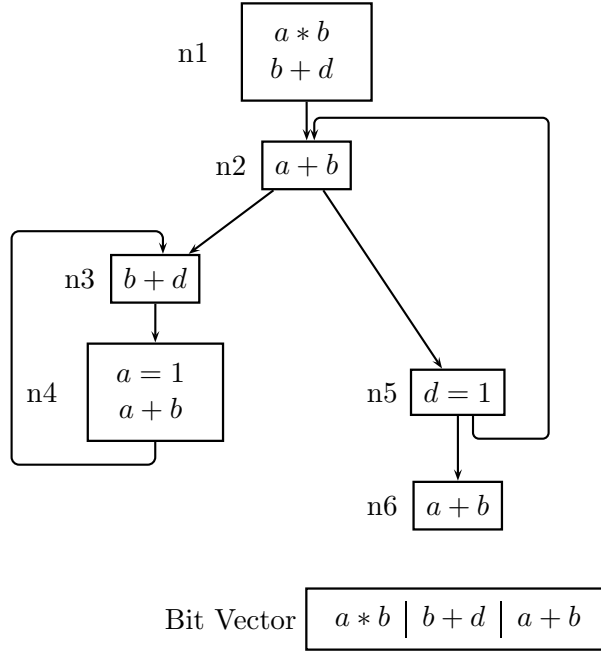 n1
a ∗ b
b + d
n2
a + b
n3
b + d
n4
a = 1
a + b
n5
d = 1
n6
a + b
Bit Vector a ∗ b | b + d | a + b